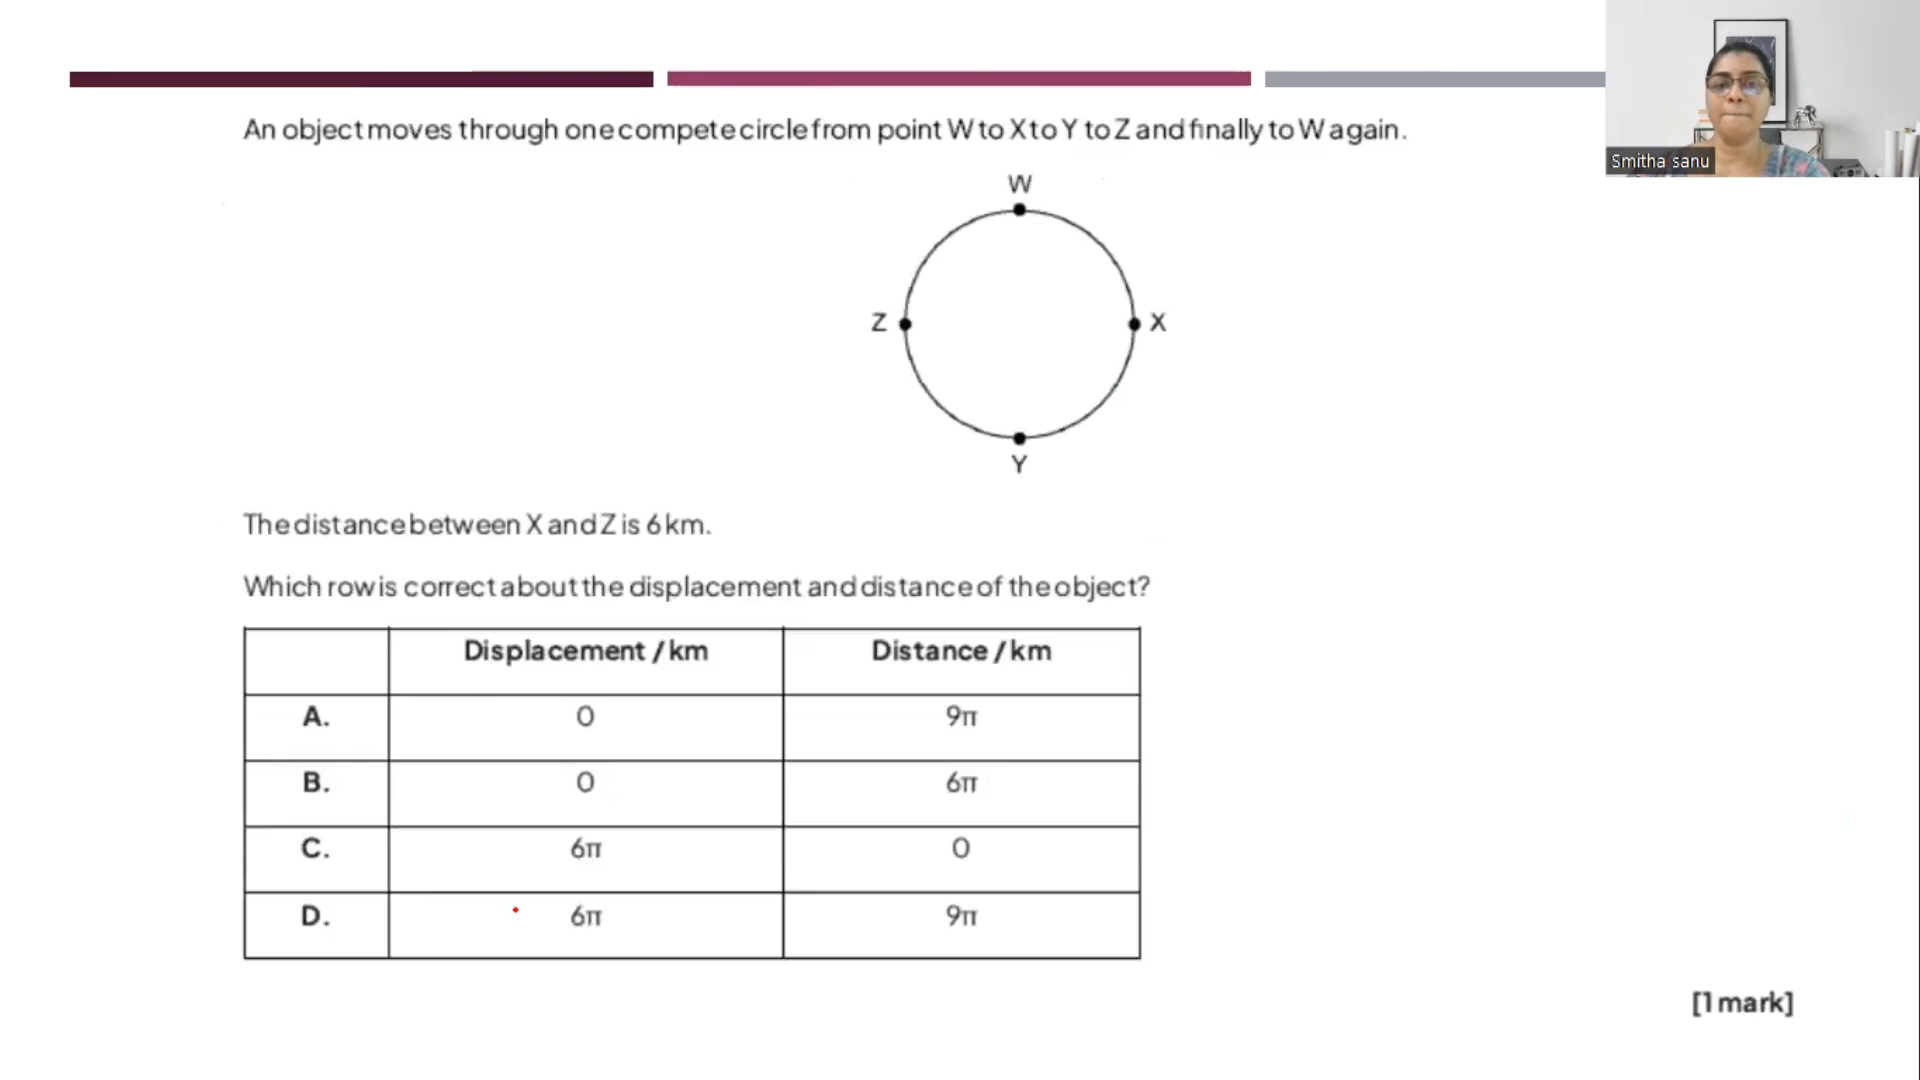 An object moves through one compete circle from point W to X to Y to Z and finally to W again.
Smitha sanu
W
Z
X
Y
The distance between X and Z is 6 km.
Which row is correct about the displacement and distance of the object?
Displacement / km Distance / km
A. 0 9π
B. 0 6π
C. 6π 0
D. 6π 9π
[1 mark]